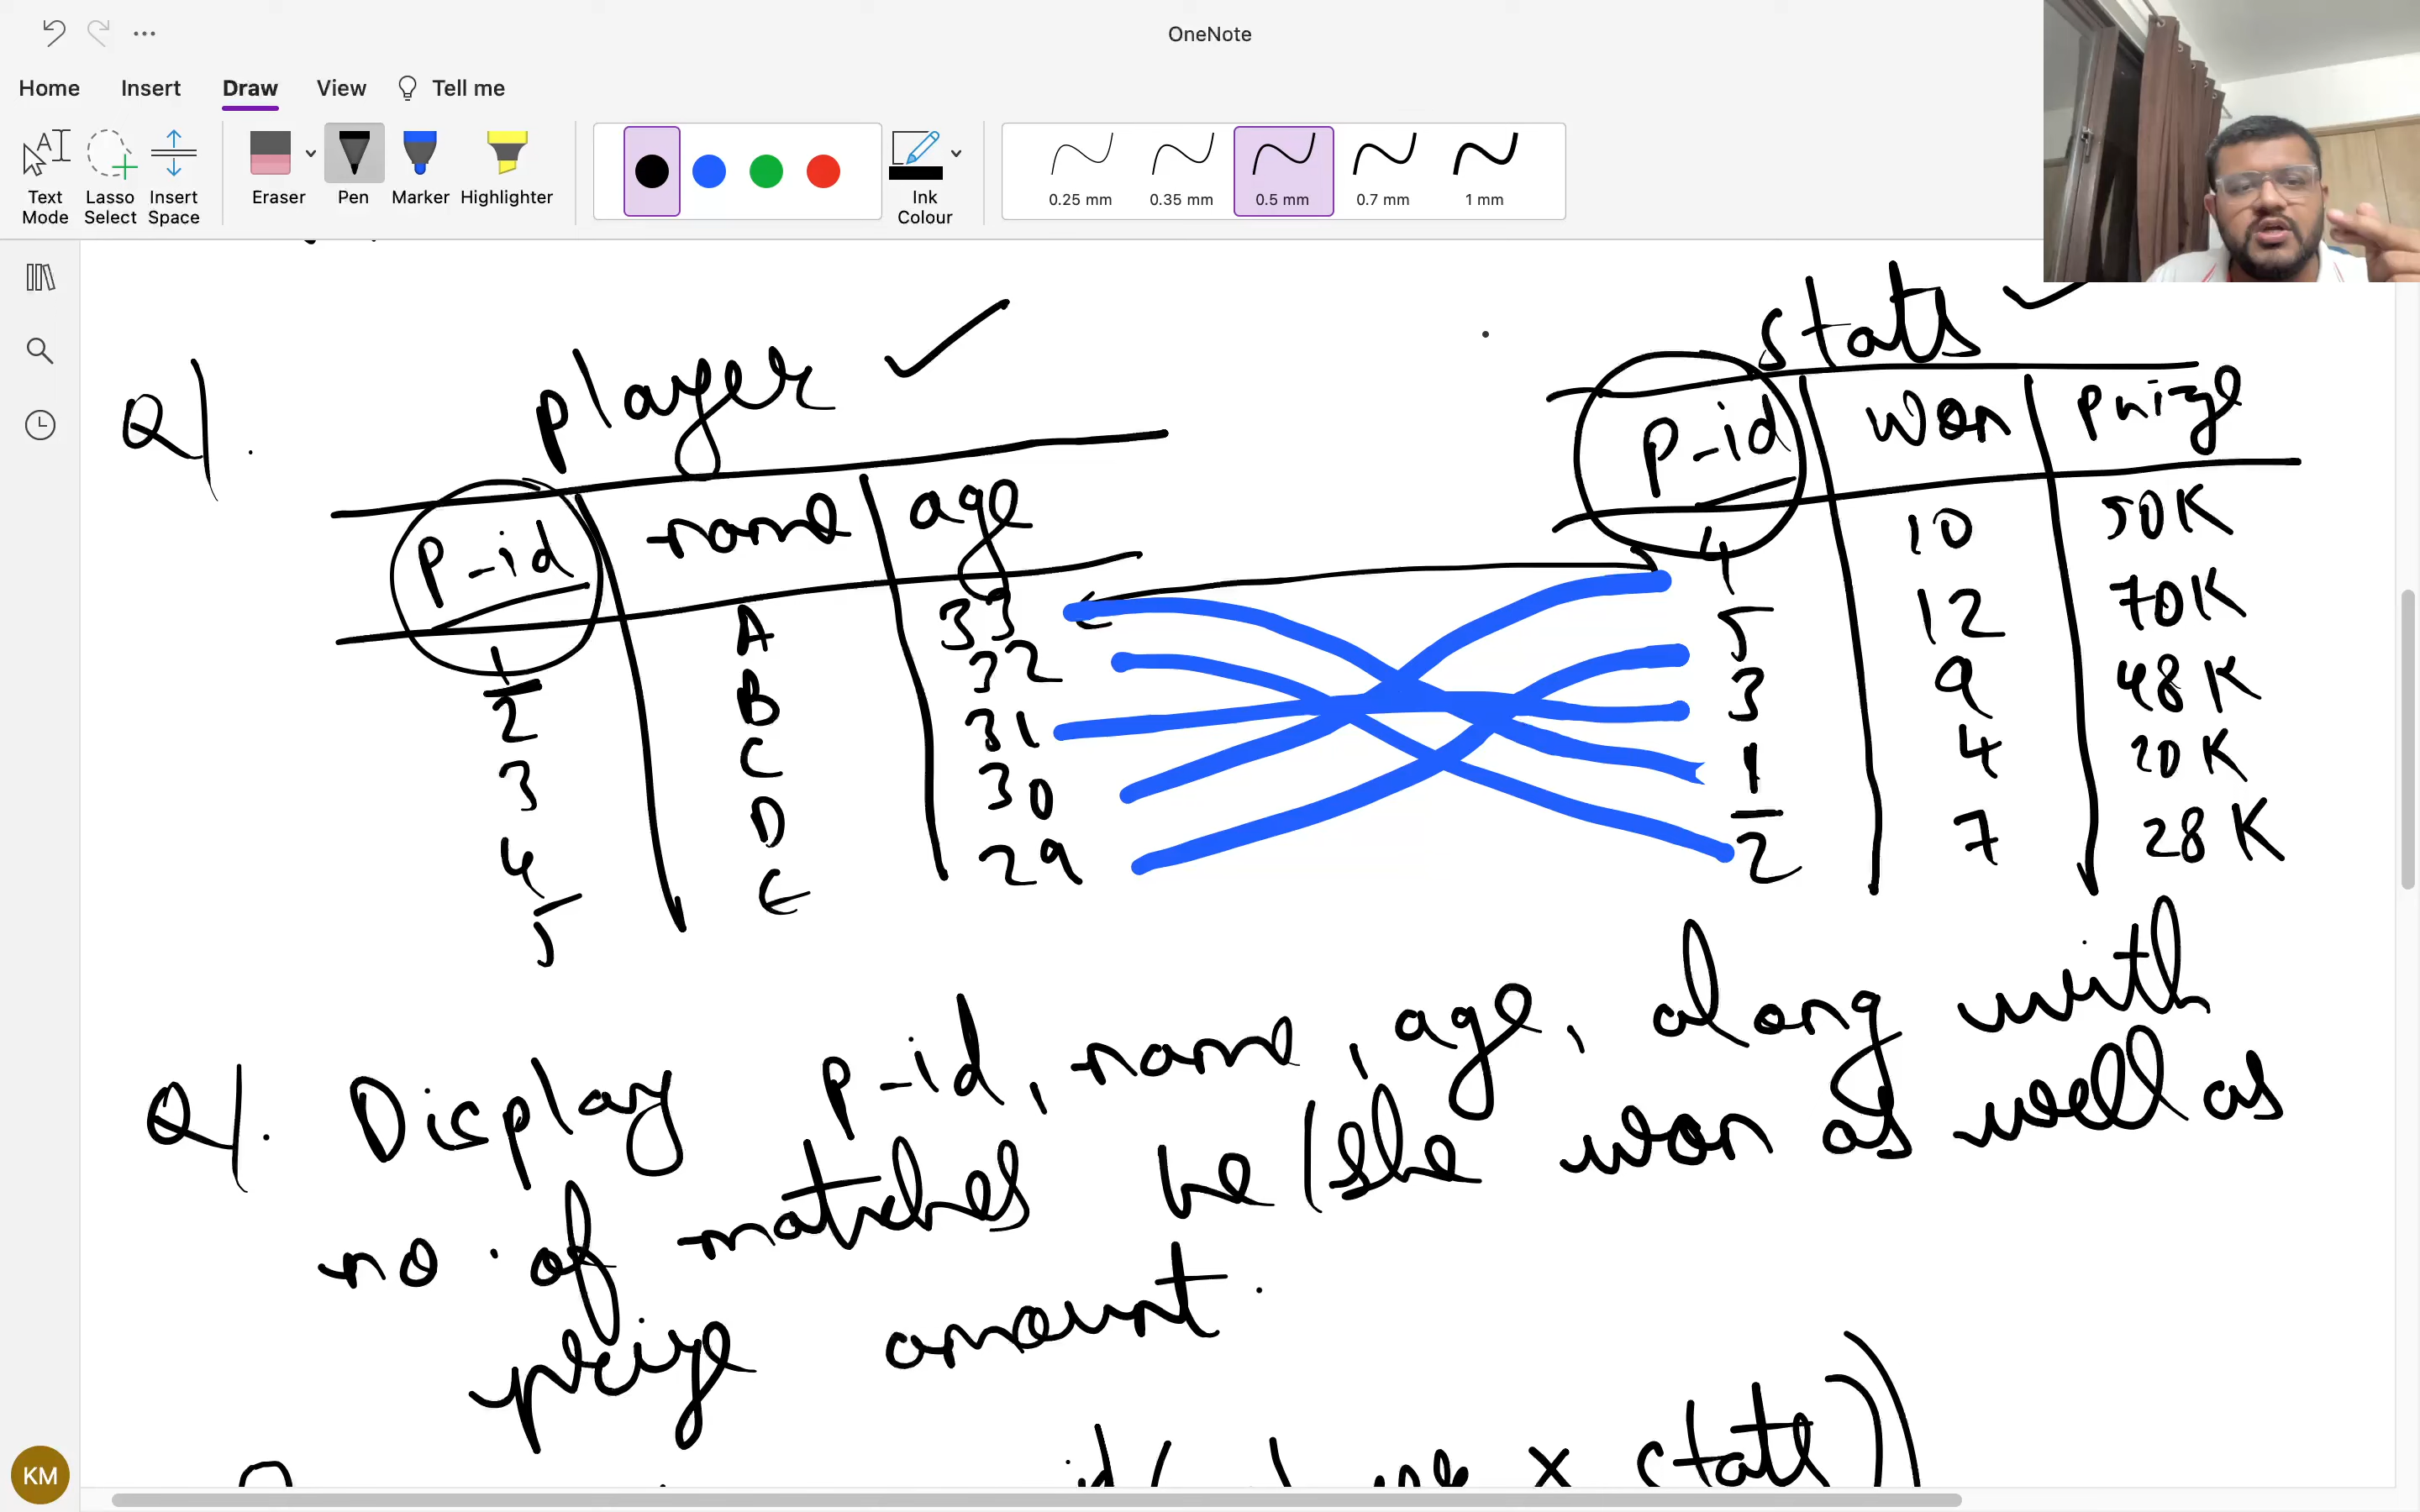 OneNote
Home Insert Draw View Tell me
Text Mode Lasso Select Insert Space Eraser Pen Marker Highlighter Ink Colour 0.25 mm 0.35 mm 0.5 mm 0.7 mm 1 mm
Q). player stats
P_id name age
1 A 33
2 B 32
3 C 31
4 D 30
5 E 29
P_id won prize
4 10 50K
5 12 70K
3 9 48K
1 4 20K
2 7 28K
Q). Display p-id, name, age, along with
no. of matches he/she won as well as
prize amount.
x stats))
KM